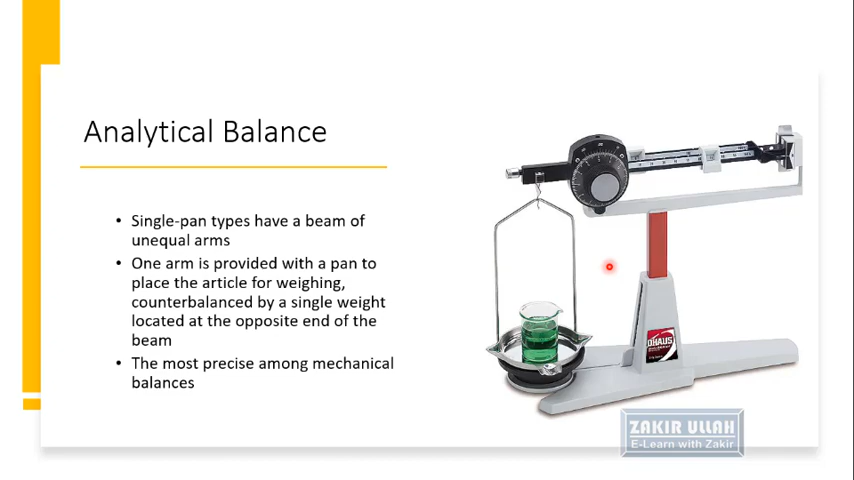 Analytical Balance
• Single-pan types have a beam of
unequal arms
• One arm is provided with a pan to
place the article for weighing,
counterbalanced by a single weight
located at the opposite end of the
beam
• The most precise among mechanical
balances
OHAUS
ZAKIR ULLAH
E-Learn with Zakir